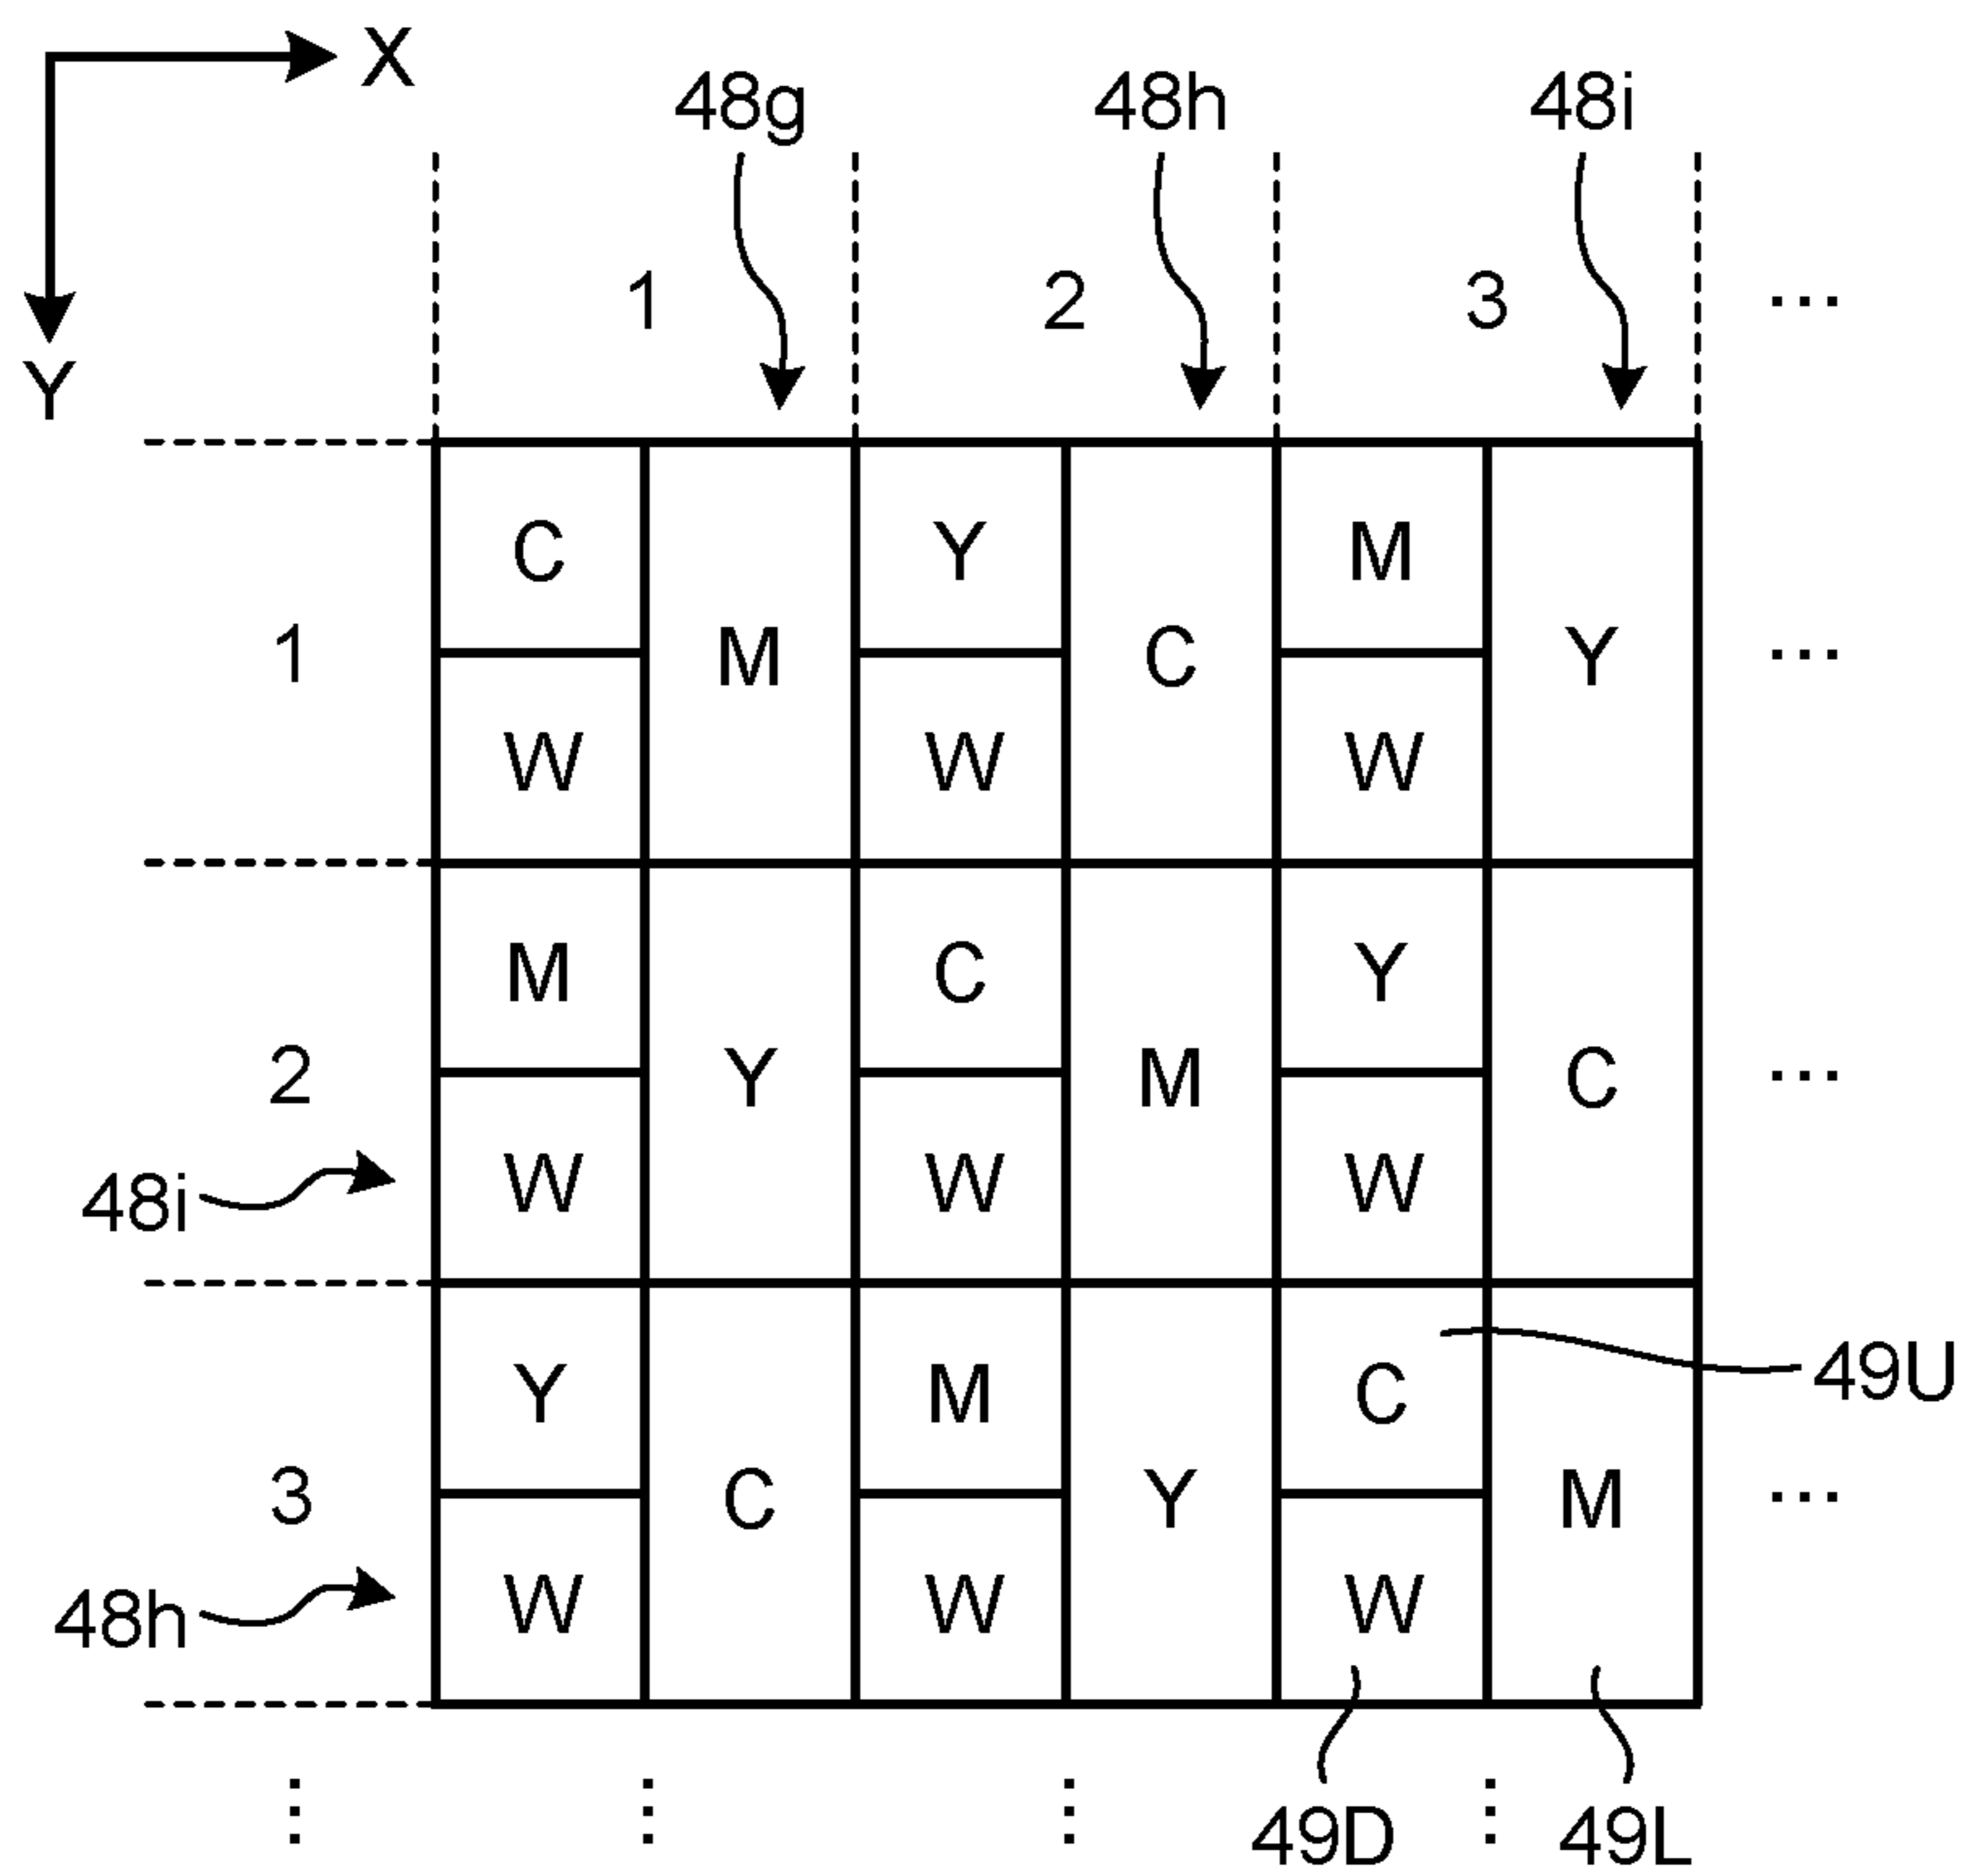 X
48g 48h 48i
1 2 3 ...
Y
C Y M
1 M C Y ...
W W W
M C Y
2 Y M C ...
48i W W W
Y M C 49U
3 C Y M ...
48h W W W
49D 49L